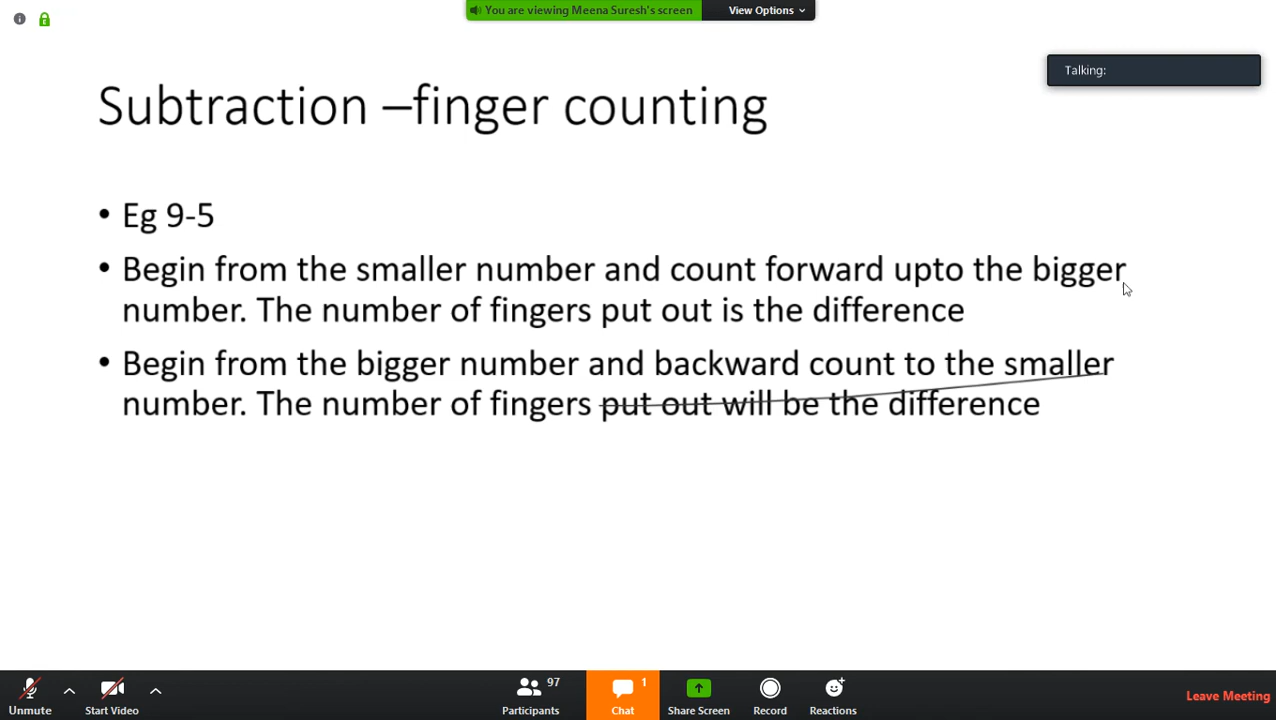 You are viewing Meena Suresh's screen
View Options
Talking:
Subtraction –finger counting
• Eg 9-5
• Begin from the smaller number and count forward upto the bigger
number. The number of fingers put out is the difference
• Begin from the bigger number and backward count to the smaller
number. The number of fingers put out will be the difference
Unmute
Start Video
97
Participants
1
Chat
Share Screen
Record
Reactions
Leave Meeting